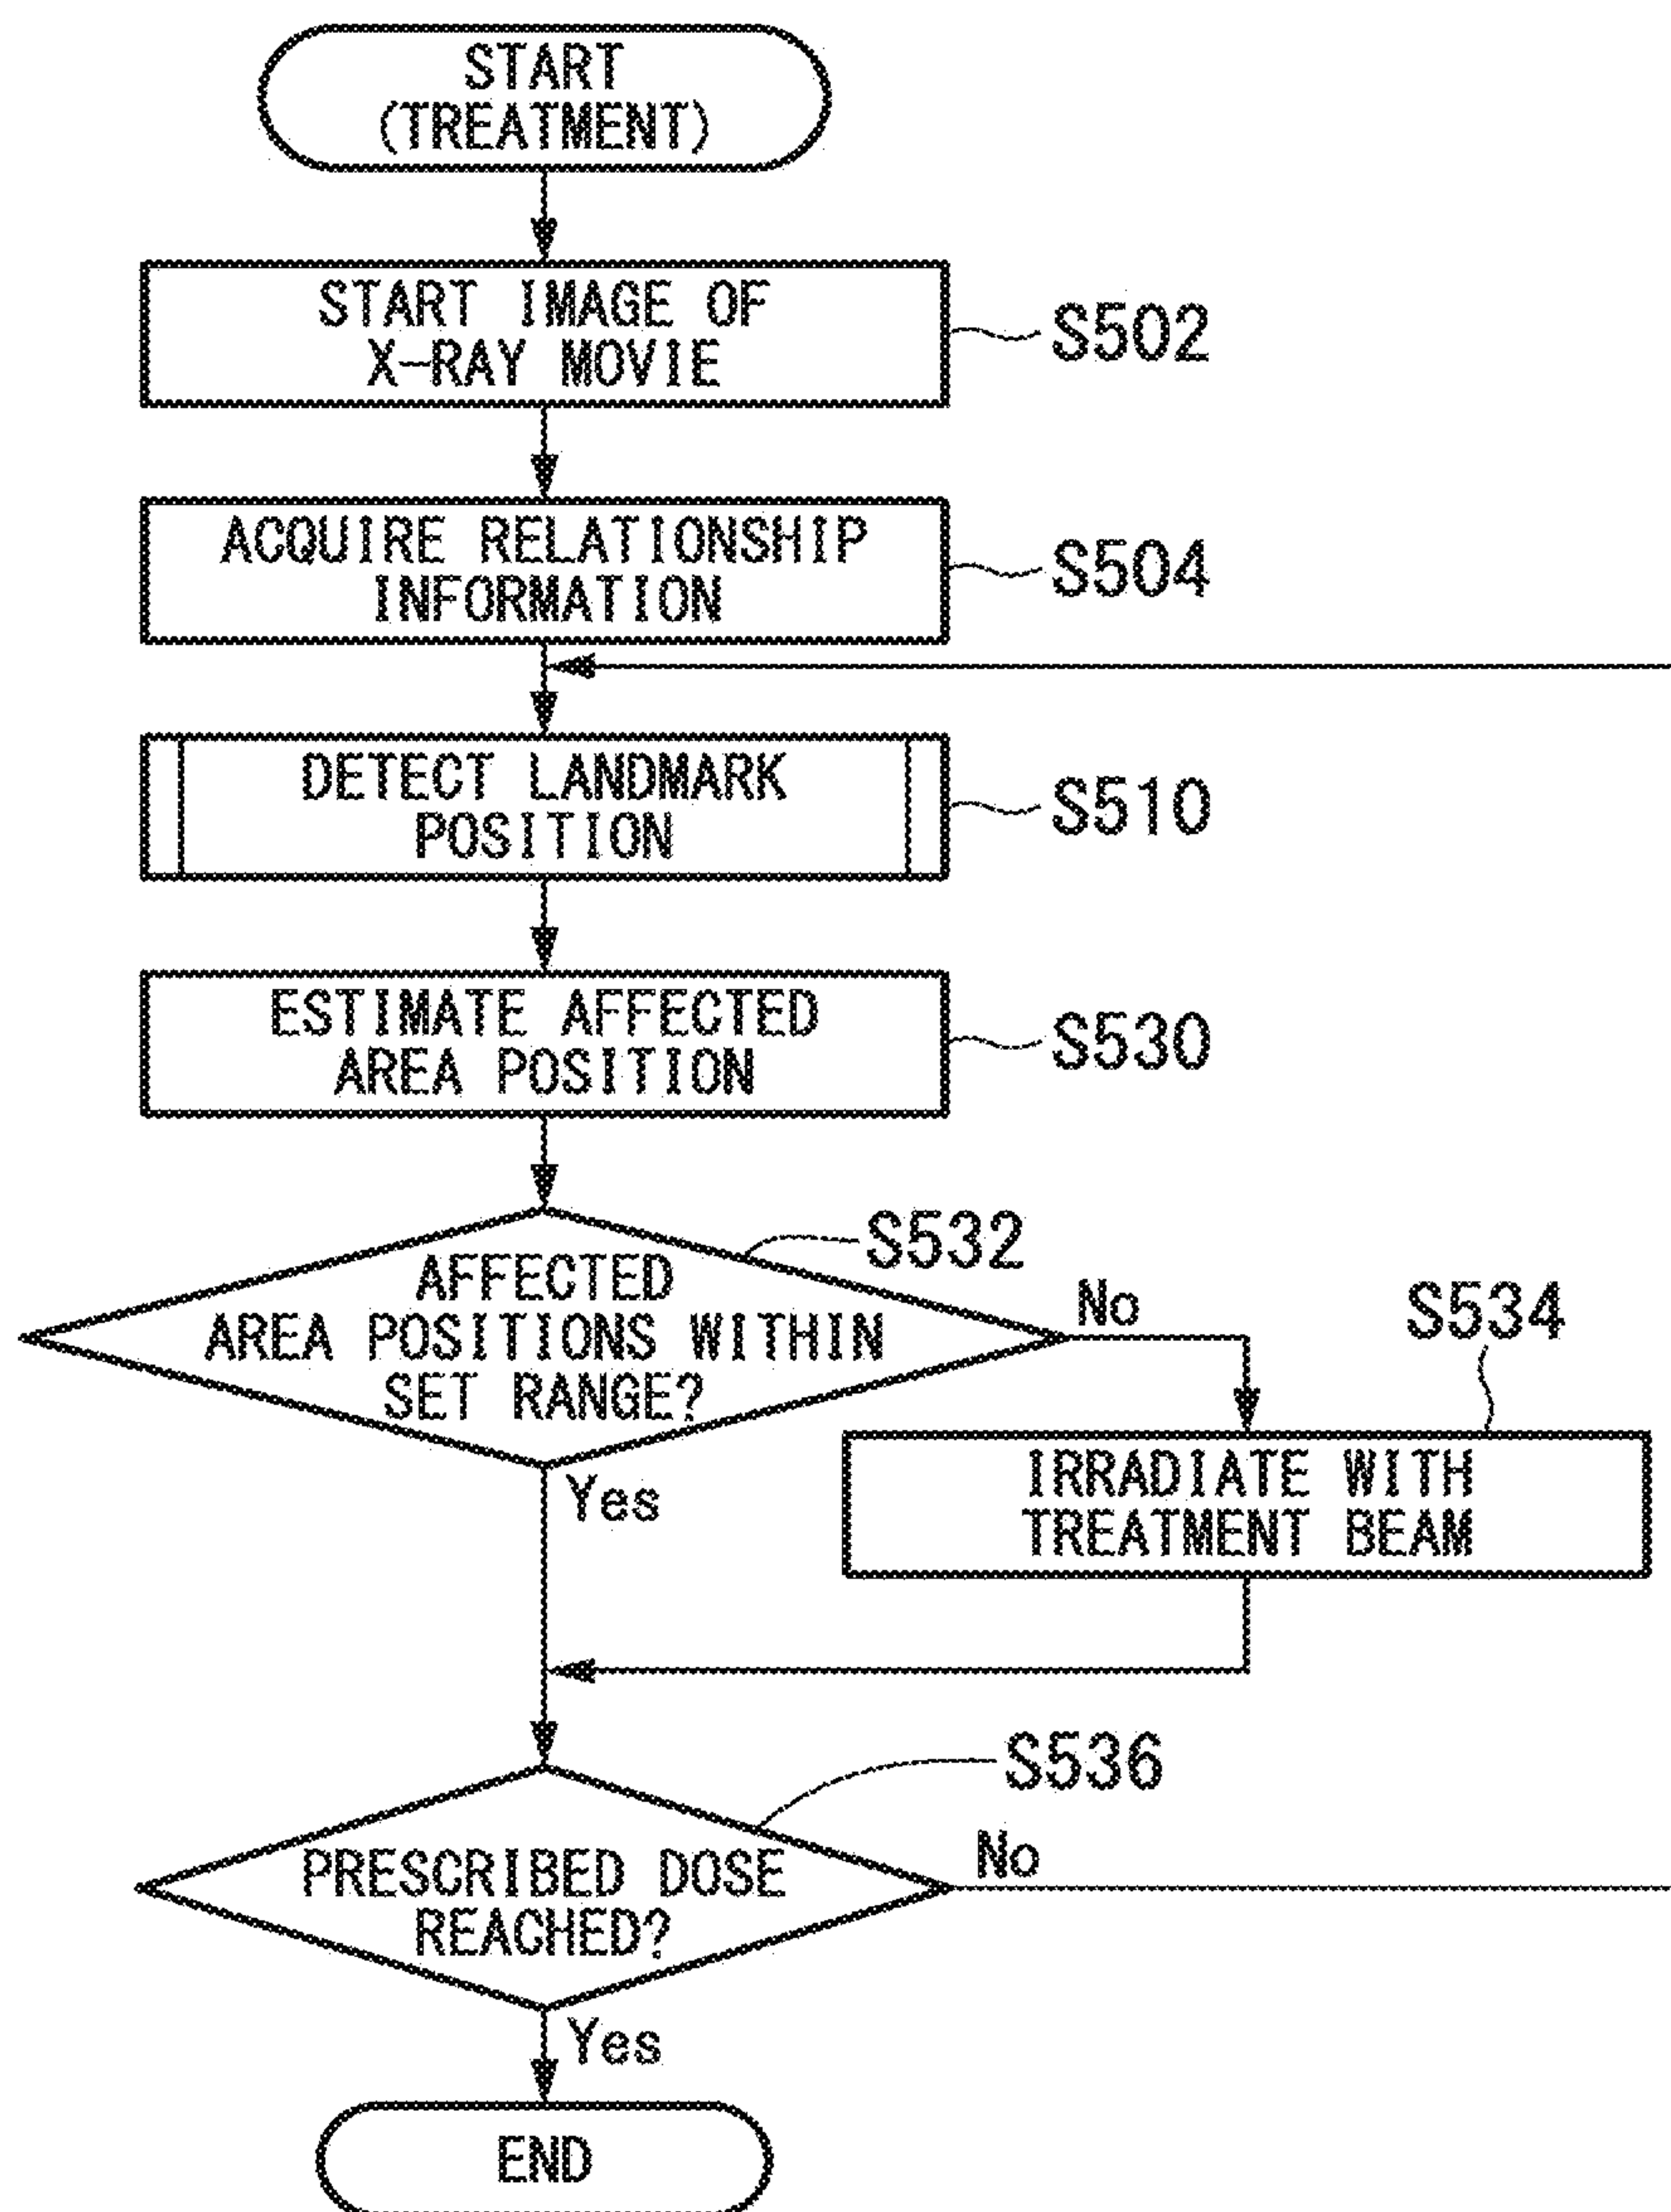 START
(TREATMENT)
START IMAGE OF
X-RAY MOVIE
S502
ACQUIRE RELATIONSHIP
INFORMATION
S504
DETECT LANDMARK
POSITION
S510
ESTIMATE AFFECTED
AREA POSITION
S530
S532
AFFECTED
AREA POSITIONS WITHIN
SET RANGE?
No
Yes
S534
IRRADIATE WITH
TREATMENT BEAM
S536
PRESCRIBED DOSE
REACHED?
No
Yes
END